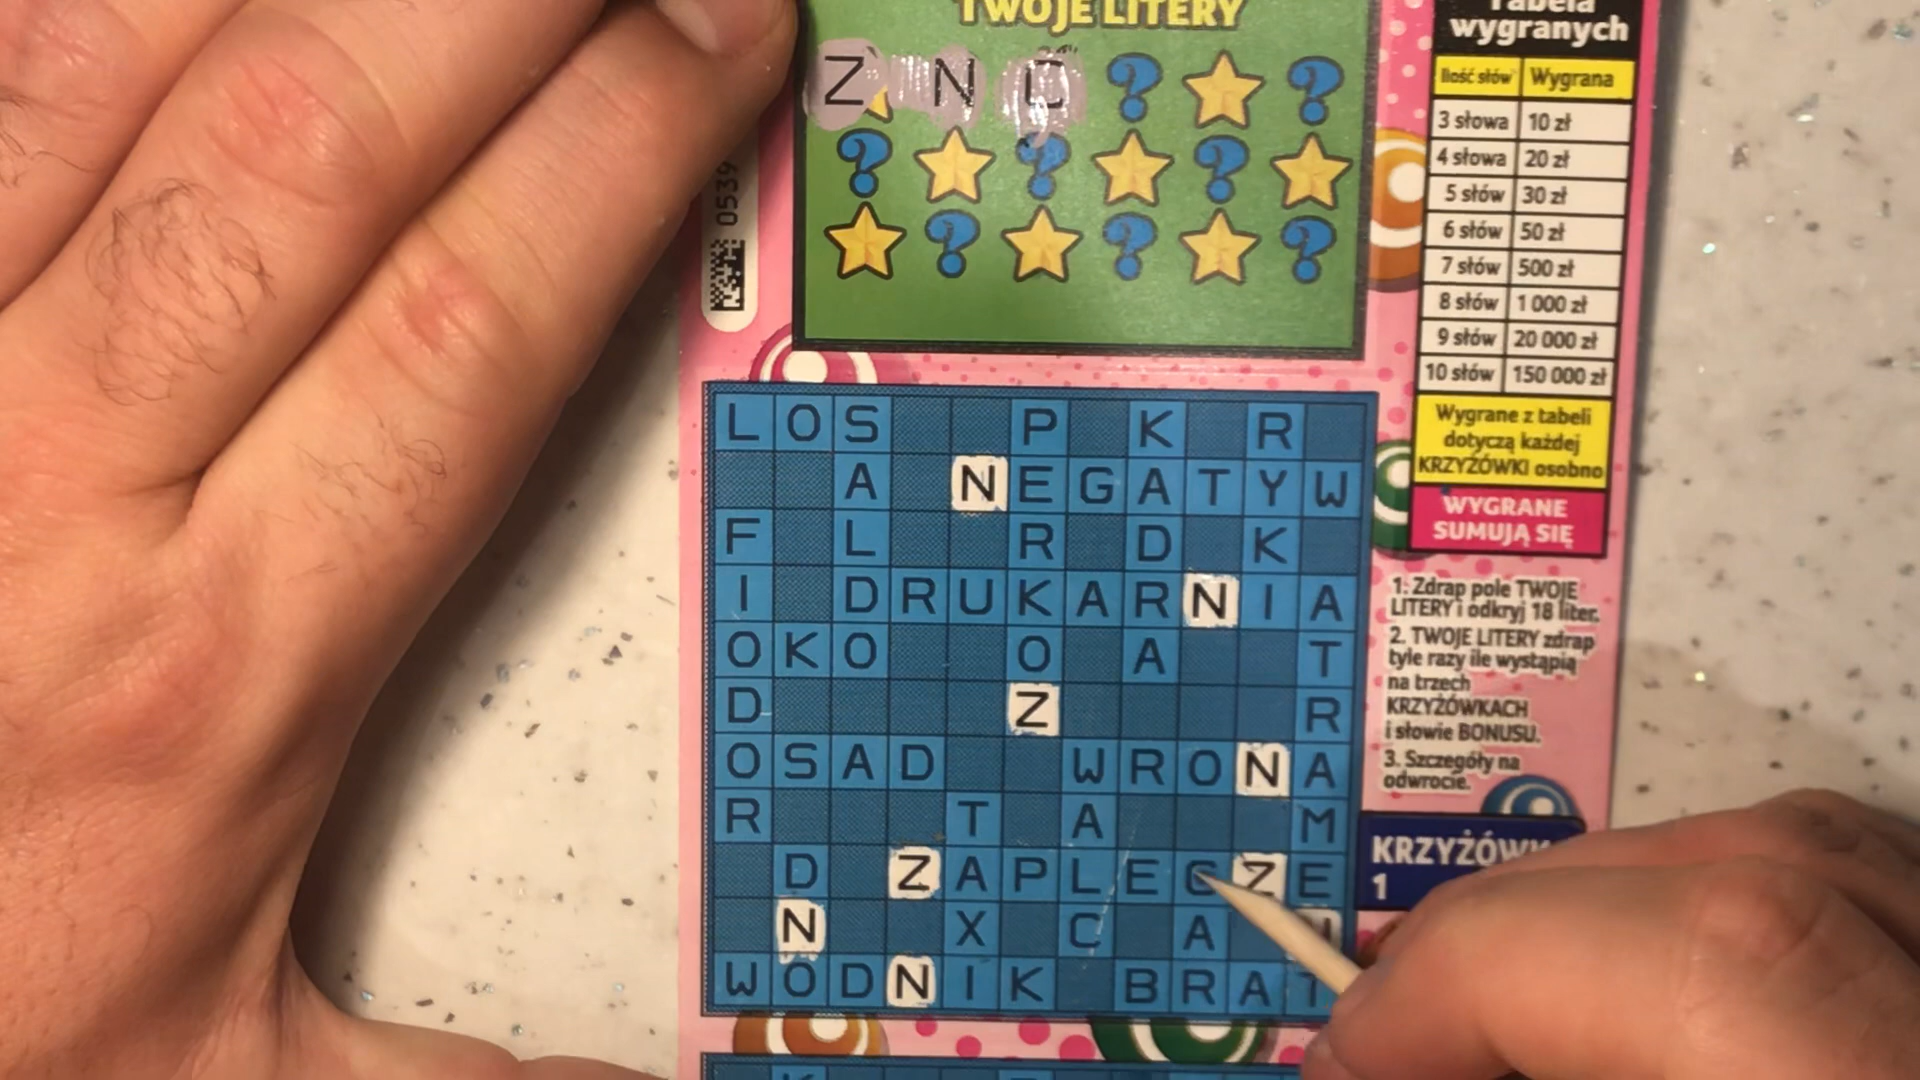 TWOJE LITERY
Z N C
0539
Tabela
wygranych
Ilość słów Wygrana
3 słowa 10 zł
4 słowa 20 zł
5 słów 30 zł
6 słów 50 zł
7 słów 500 zł
8 słów 1 000 zł
9 słów 20 000 zł
10 słów 150 000 zł
Wygrane z tabeli
dotyczą każdej
KRZYŻÓWKI osobno
WYGRANE
SUMUJĄ SIĘ
1. Zdrap pole TWOJE
LITERY i odkryj 18 liter.
2. TWOJE LITERY zdrap
tyle razy ile wystąpią
na trzech
KRZYŻÓWKACH
i słowie BONUSU.
3. Szczegóły na
odwrocie.
1
L O S P K R
A N E G A T Y W
F L R D K
I D R U K A R N I A
O K O O A T
D Z R
O S A D W R O N A
R T A M
D Z A P L E C Z E
N X C A
W O D N I K B R A T